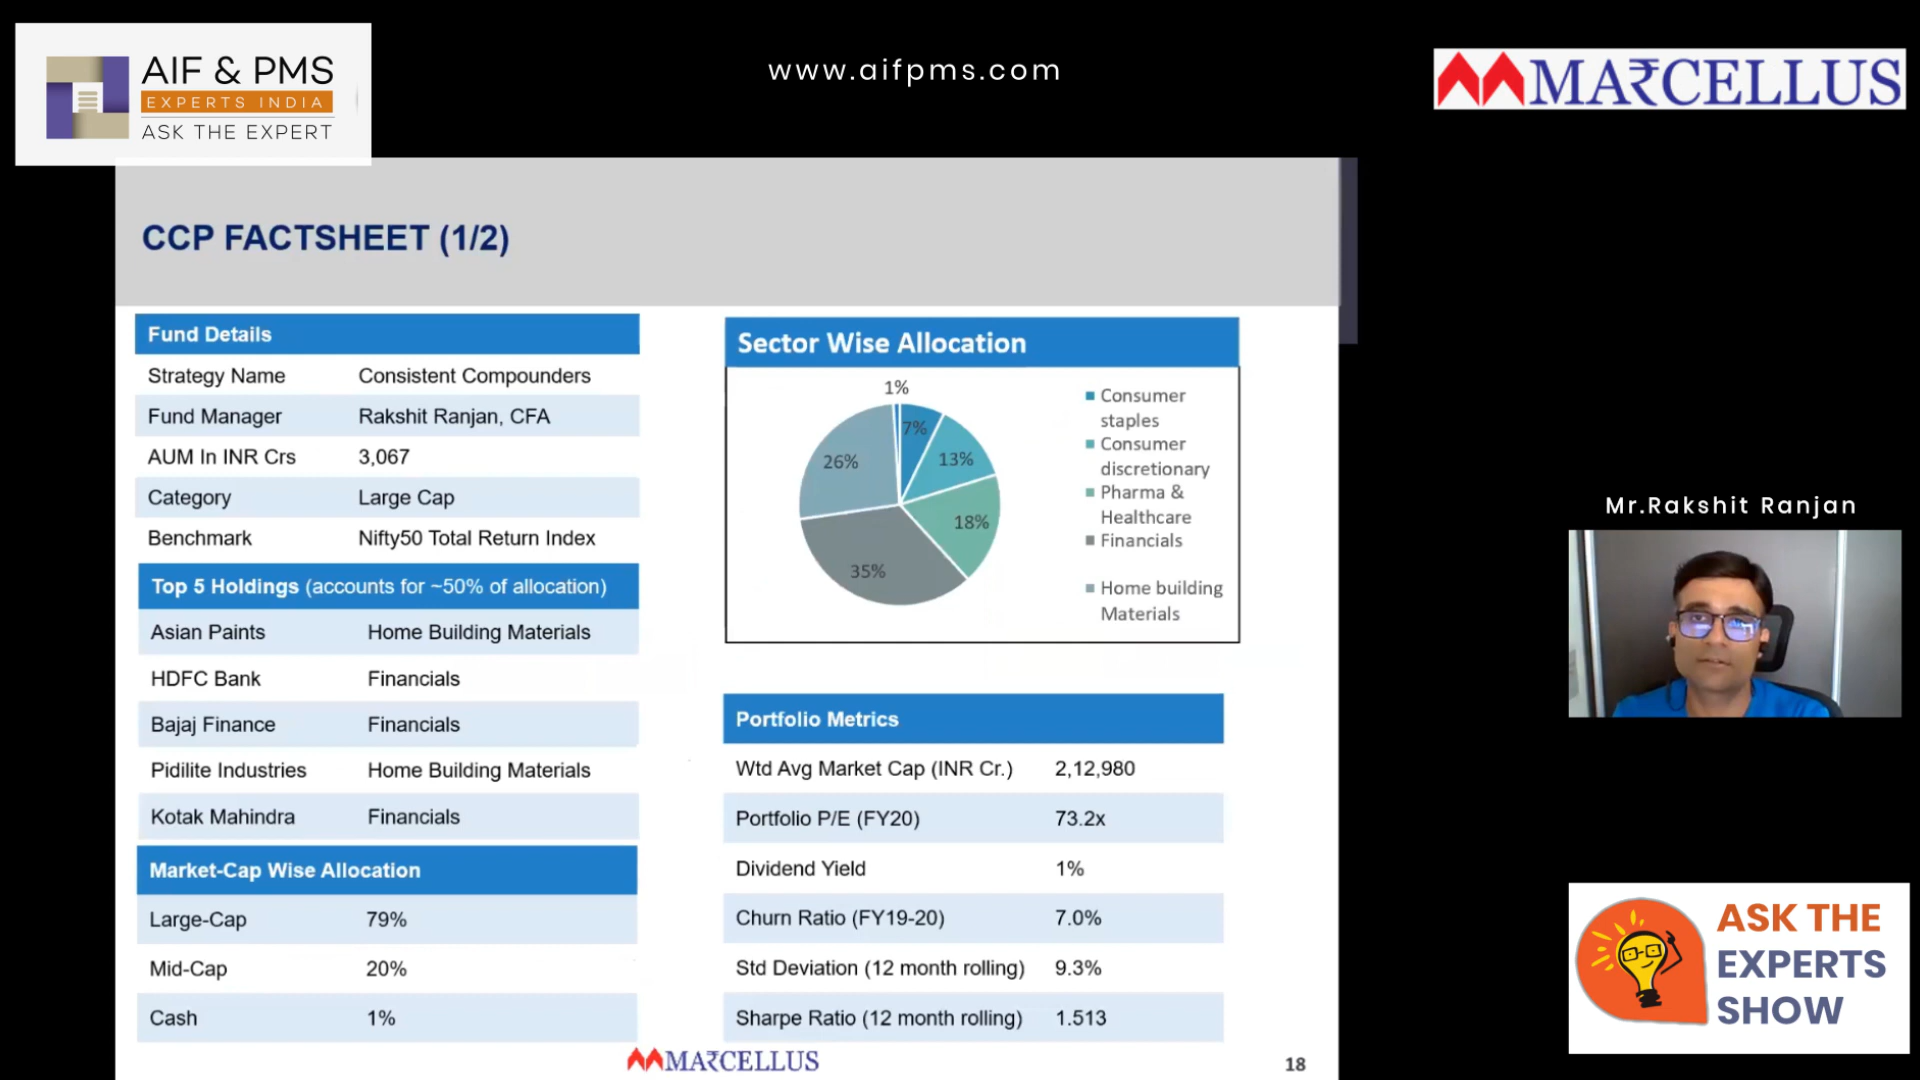 AIF & PMS
EXPERTS INDIA
ASK THE EXPERT
www.aifpms.com
MARCELLUS
CCP FACTSHEET (1/2)
Fund Details
Strategy Name Consistent Compounders
Fund Manager Rakshit Ranjan, CFA
AUM In INR Crs 3,067
Category Large Cap
Benchmark Nifty50 Total Return Index
Top 5 Holdings (accounts for ~50% of allocation)
Asian Paints Home Building Materials
HDFC Bank Financials
Bajaj Finance Financials
Pidilite Industries Home Building Materials
Kotak Mahindra Financials
Market-Cap Wise Allocation
Large-Cap 79%
Mid-Cap 20%
Cash 1%
Sector Wise Allocation
1%
7%
13%
18%
35%
26%
Consumer
staples
Consumer
discretionary
Pharma &
Healthcare
Financials
Home building
Materials
Portfolio Metrics
Wtd Avg Market Cap (INR Cr.) 2,12,980
Portfolio P/E (FY20) 73.2x
Dividend Yield 1%
Churn Ratio (FY19-20) 7.0%
Std Deviation (12 month rolling) 9.3%
Sharpe Ratio (12 month rolling) 1.513
MARCELLUS
18
Mr.Rakshit Ranjan
ASK THE
EXPERTS
SHOW